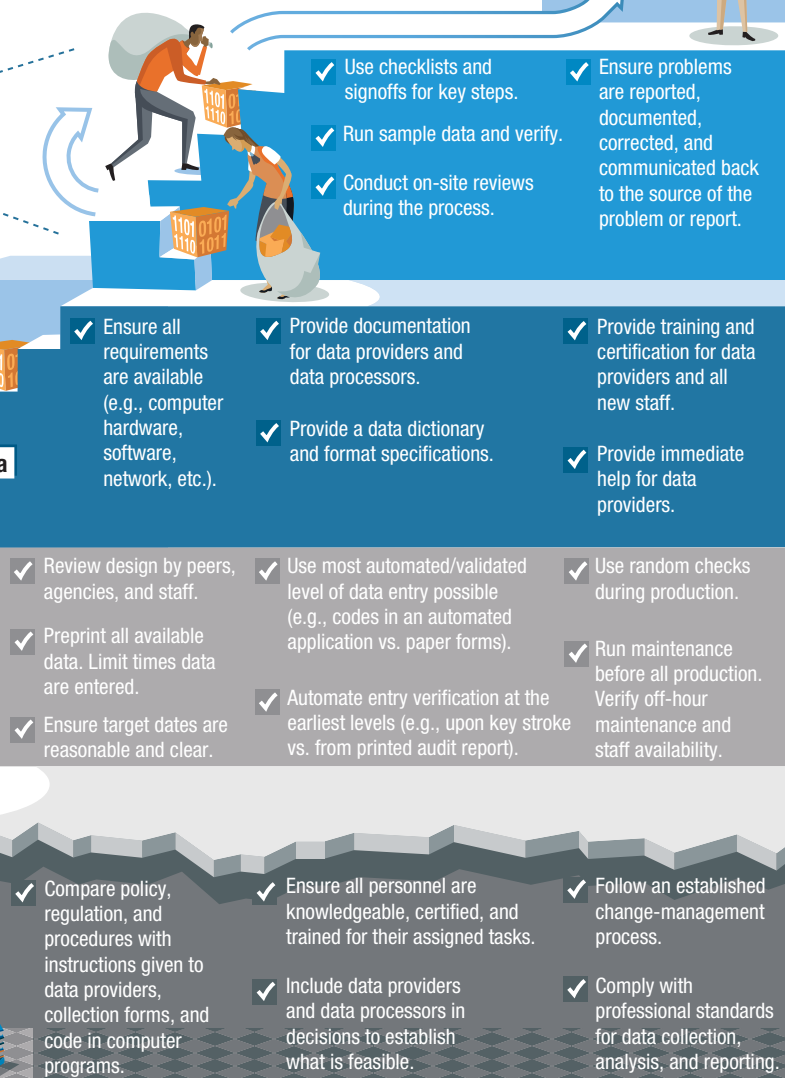 Use checklists and
signoffs for key steps.
Run sample data and verify.
Conduct on-site reviews
during the process.
Ensure problems
are reported,
documented,
corrected, and
communicated back
to the source of the
problem or report.
1101
1110
1101 0101
1110 1011
Ensure all
requirements
are available
(e.g., computer
hardware,
software,
network, etc.).
Provide documentation
for data providers and
data processors.
Provide a data dictionary
and format specifications.
Provide training and
certification for data
providers and all
new staff.
Provide immediate
help for data
providers.
a
Review design by peers,
agencies, and staff.
Preprint all available
data. Limit times data
are entered.
Ensure target dates are
reasonable and clear.
Use most automated/validated
level of data entry possible
(e.g., codes in an automated
application vs. paper forms).
Automate entry verification at the
earliest levels (e.g., upon key stroke
vs. from printed audit report).
Use random checks
during production.
Run maintenance
before all production.
Verify off-hour
maintenance and
staff availability.
Compare policy,
regulation, and
procedures with
instructions given to
data providers,
collection forms, and
code in computer
programs.
Ensure all personnel are
knowledgeable, certified, and
trained for their assigned tasks.
Include data providers
and data processors in
decisions to establish
what is feasible.
Follow an established
change-management
process.
Comply with
professional standards
for data collection,
analysis, and reporting.